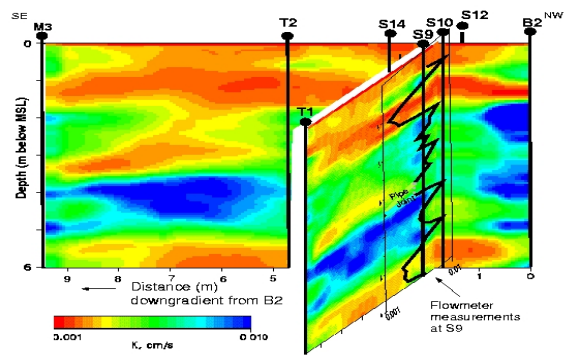 SE
NW
M3
T2
S14
S9
S10
S12
B2
T1
0
Depth (m below MSL)
6
9 8 7 6 5
1 0
Pipe
Joint
0.001
0.01
Distance (m)
downgradient from B2
Flowmeter
measurements
at S9
0.001
0.010
K, cm/s